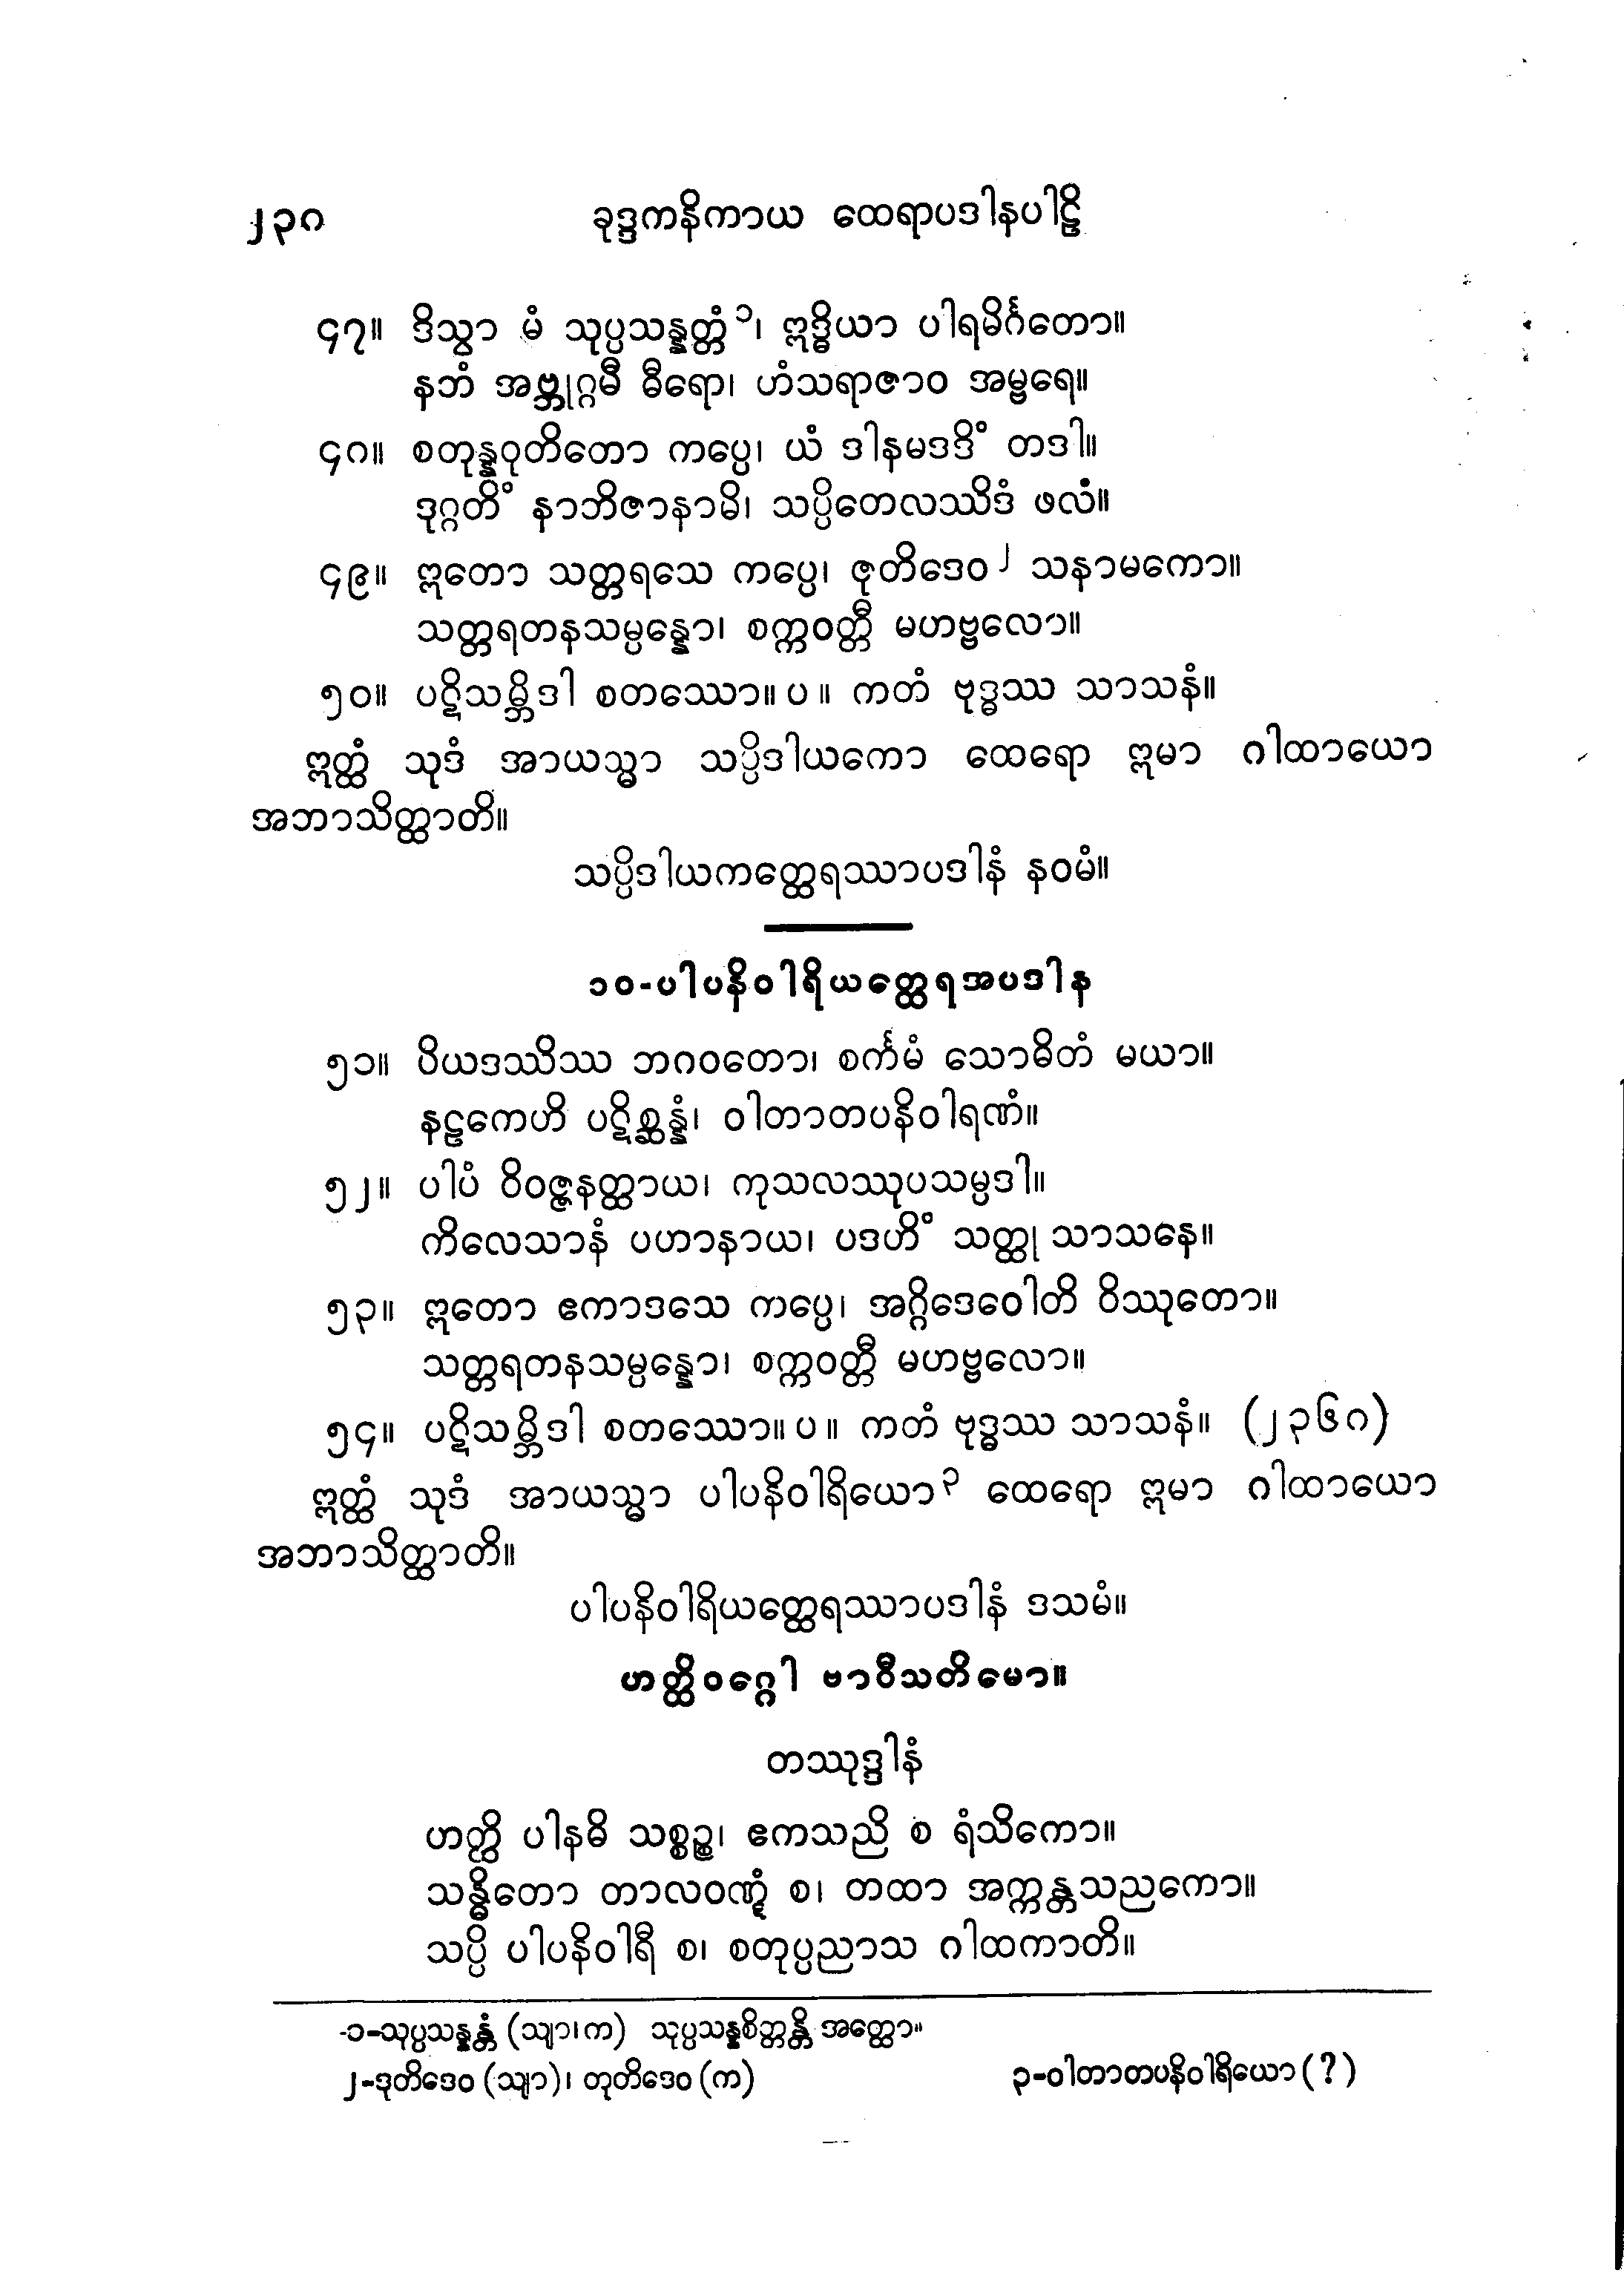 ၂၃၈ ခုဒ္ဒကနိကာယ ထေရာပဒါနပါဠိ
၄၇။ ဒိသွာ မံ သုပ္ပသန္နတ္တံ၁၊ ဣဒ္ဓိယာ ပါရမိင်္ဂတော။
နဘံ အဗ္ဘုဂ္ဂမီ ဓီရော၊ ဟံသရာဇာဝ အမ္ဗရေ။
၄၈။ စတုန္နဝုတိတော ကပ္ပေ၊ ယံ ဒါနမဒဒိံ တဒါ။
ဒုဂ္ဂတိံ နာဘိဇာနာမိ၊ သပ္ပိတေလဿိဒံ ဖလံ။
၄၉။ ဣတော သတ္တရသေ ကပ္ပေ၊ ဇုတိဒေဝ၂ သနာမကော။
သတ္တရတနသမ္ပန္နော၊ စက္ကဝတ္တီ မဟဗ္ဗလော။
၅၀။ ပဋိသမ္ဘိဒါ စတဿော။ ပ ။ ကတံ ဗုဒ္ဓဿ သာသနံ။
ဣတ္ထံ သုဒံ အာယသ္မာ သပ္ပိဒါယကော ထေရော ဣမာ ဂါထာယော
အဘာသိတ္ထာတိ။
သပ္ပိဒါယကတ္ထေရဿာပဒါနံ နဝမံ။
၁၀-ပါပနိဝါရိယတ္ထေရအပဒါန
၅၁။ ပိယဒဿိဿ ဘဂဝတော၊ စင်္ကမံ သောဓိတံ မယာ။
နဠကေဟိ ပဋိစ္ဆန္နံ၊ ဝါတာတပနိဝါရဏံ။
၅၂။ ပါပံ ဝိဝဇ္ဇနတ္ထာယ၊ ကုသလဿုပသမ္ပဒါ။
ကိလေသာနံ ပဟာနာယ၊ ပဒဟိံ သတ္ထု သာသနေ။
၅၃။ ဣတော ဧကာဒသေ ကပ္ပေ၊ အဂ္ဂိဒေဝေါတိ ဝိဿုတော။
သတ္တရတနသမ္ပန္နော၊ စက္ကဝတ္တီ မဟဗ္ဗလော။
၅၄။ ပဋိသမ္ဘိဒါ စတဿော။ ပ ။ ကတံ ဗုဒ္ဓဿ သာသနံ။ (၂၃၆၈)
ဣတ္ထံ သုဒံ အာယသ္မာ ပါပနိဝါရိယော၃ ထေရော ဣမာ ဂါထာယော
အဘာသိတ္ထာတိ။
ပါပနိဝါရိယတ္ထေရဿာပဒါနံ ဒသမံ။
ဟတ္ထိဝဂ္ဂေါ ဗာဝီသတိမော။
တဿုဒ္ဒါနံ
ဟတ္ထိ ပါနဓိ သစ္စဉ္စ၊ ဧကသညိ စ ရံသိကော။
သန္ဓိတော တာလဝဏ္ဋံ စ၊ တထာ အက္ကန္တသညကော။
သပ္ပိ ပါပနိဝါရီ စ၊ စတုပ္ပညာသ ဂါထကာတိ။
၁-သုပ္ပသန္နန္တံ (သျာ၊က) သုပ္ပသန္နစိတ္တန္တိ အတ္ထော။
၂-ဒုတိဒေဝ (သျာ)၊ တုတိဒေဝ (က) ၃-ဝါတာတပနိဝါရိယော (?)